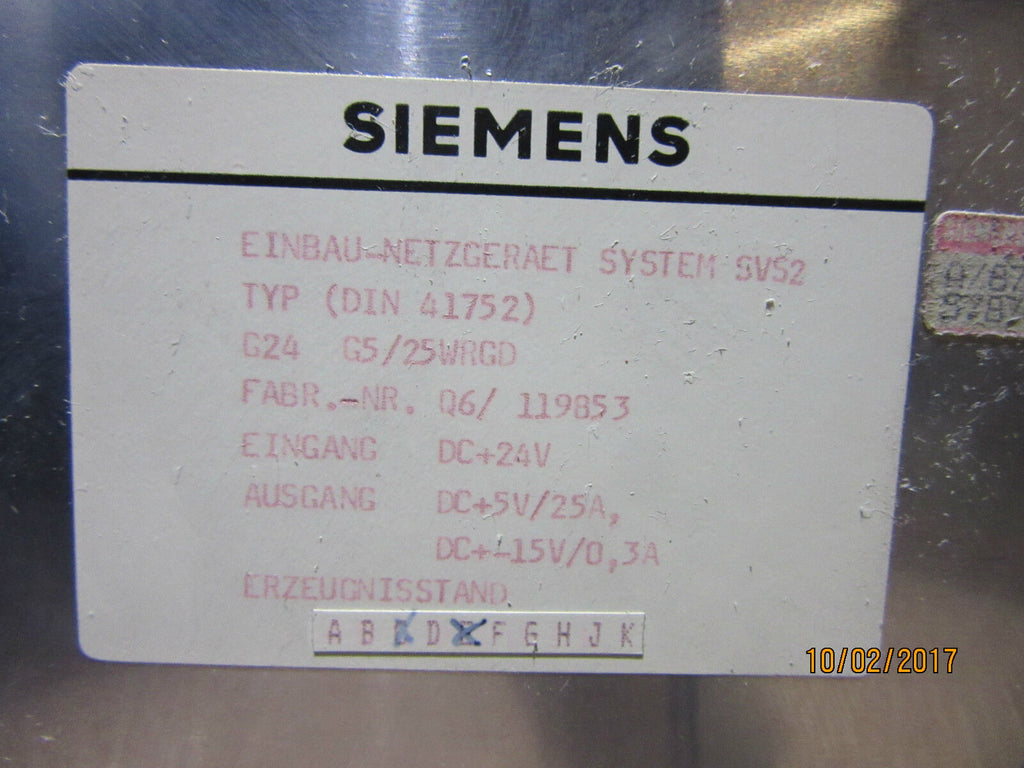 SIEMENS
EINBAU-NETZGERAET SYSTEM SV52
TYP (DIN 41752)
G24 G5/25WRGD
FABR.-NR. Q6/ 119853
EINGANG DC+24V
AUSGANG DC+5V/25A,
DC+-15V/0,3A
ERZEUGNISSTAND
A B D F G H J K
10/02/2017